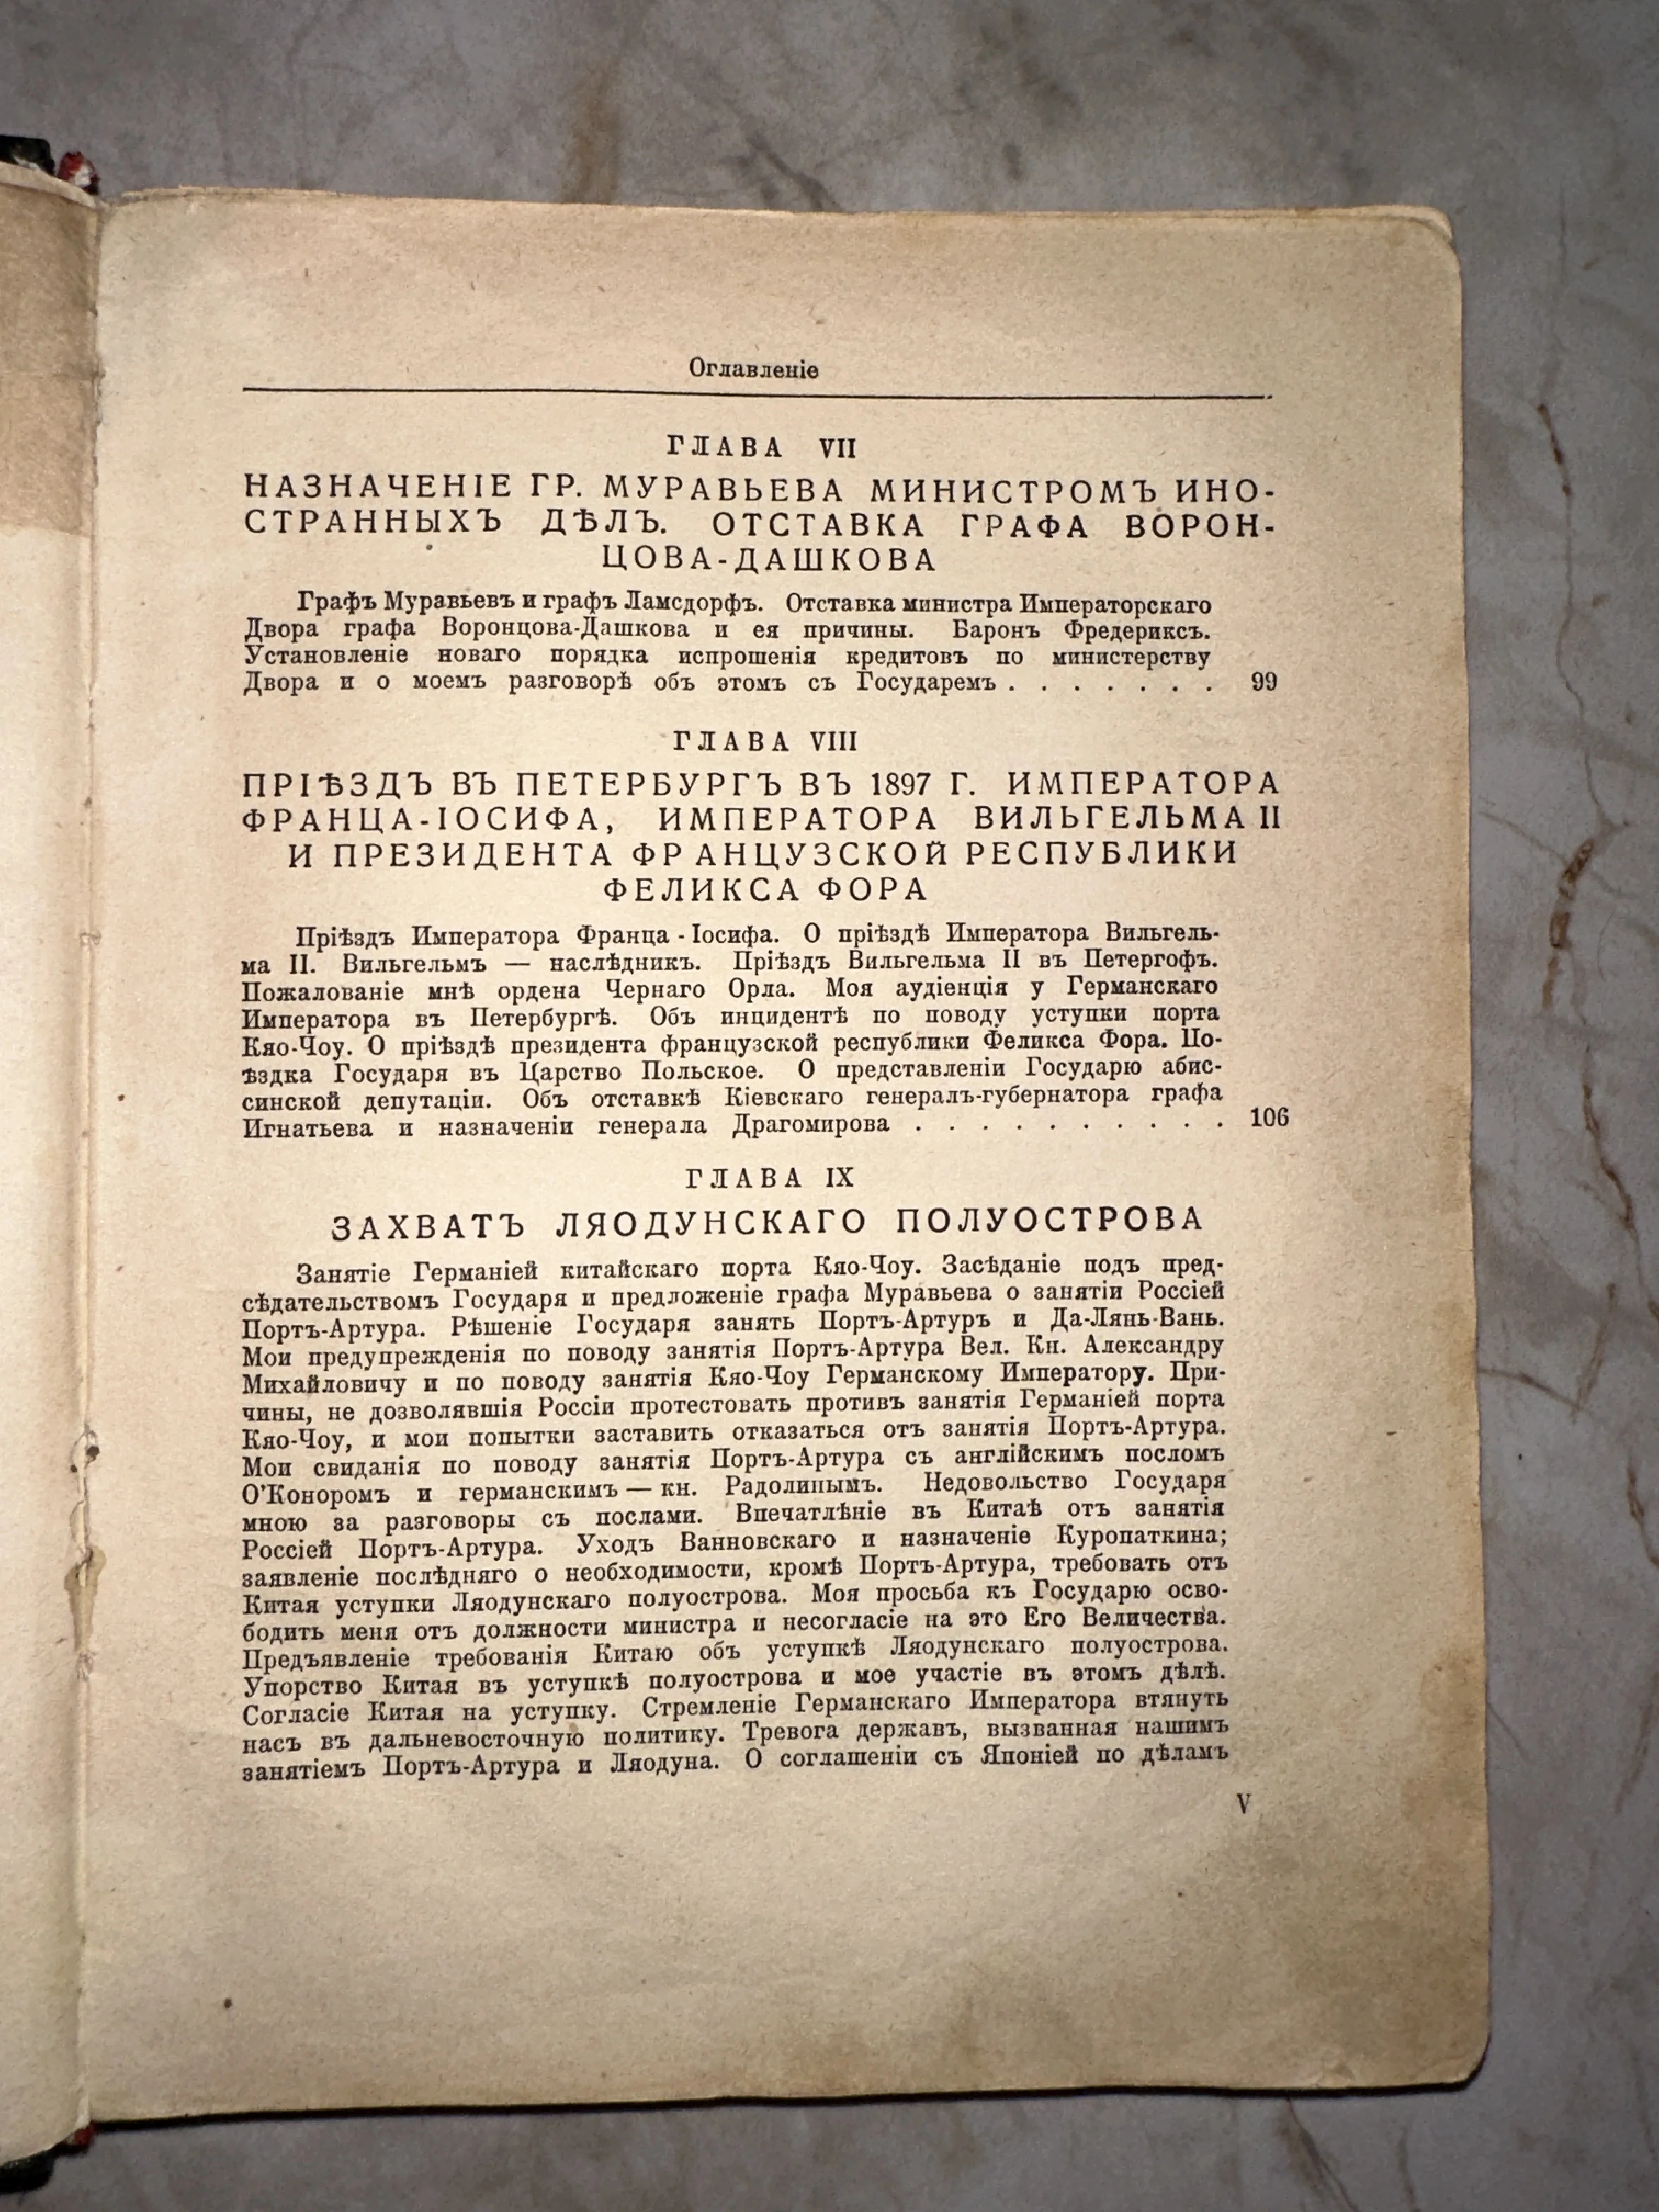 Оглавленіе
ГЛАВА VII
НАЗНАЧЕНІЕ ГР. МУРАВЬЕВА МИНИСТРОМЪ ИНО-
СТРАННЫХЪ ДѢЛЪ. ОТСТАВКА ГРАФА ВОРОН-
ЦОВА-ДАШКОВА
Графъ Муравьевъ и графъ Ламсдорфъ. Отставка министра Императорскаго
Двора графа Воронцова-Дашкова и ея причины. Баронъ Фредериксъ.
Установленіе новаго порядка испрошенія кредитовъ по министерству
Двора и о моемъ разговорѣ объ этомъ съ Государемъ . . . . . . . 99
ГЛАВА VIII
ПРІѢЗДЪ ВЪ ПЕТЕРБУРГЪ ВЪ 1897 Г. ИМПЕРАТОРА
ФРАНЦА-ІОСИФА, ИМПЕРАТОРА ВИЛЬГЕЛЬМА II
И ПРЕЗИДЕНТА ФРАНЦУЗСКОЙ РЕСПУБЛИКИ
ФЕЛИКСА ФОРА
Пріѣздъ Императора Франца-Іосифа. О пріѣздѣ Императора Вильгель-
ма II. Вильгельмъ — наслѣдникъ. Пріѣздъ Вильгельма II въ Петергофъ.
Пожалованіе мнѣ ордена Чернаго Орла. Моя аудіенція у Германскаго
Императора въ Петербургѣ. Объ инцидентѣ по поводу уступки порта
Кяо-Чоу. О пріѣздѣ президента французской республики Феликса Фора. По-
ѣздка Государя въ Царство Польское. О представленіи Государю абис-
синской депутаціи. Объ отставкѣ Кіевскаго генералъ-губернатора графа
Игнатьева и назначеніи генерала Драгомирова . . . . . . . . . . 106
ГЛАВА IX
ЗАХВАТЪ ЛЯОДУНСКАГО ПОЛУОСТРОВА
Занятіе Германіей китайскаго порта Кяо-Чоу. Засѣданіе подъ пред-
сѣдательствомъ Государя и предложеніе графа Муравьева о занятіи Россіей
Портъ-Артура. Рѣшеніе Государя занять Портъ-Артуръ и Да-Лянь-Вань.
Мои предупрежденія по поводу занятія Портъ-Артура Вел. Кн. Александру
Михайловичу и по поводу занятія Кяо-Чоу Германскому Императору. При-
чины, не дозволявшія Россіи протестовать противъ занятія Германіей порта
Кяо-Чоу, и мои попытки заставить отказаться отъ занятія Портъ-Артура.
Мои свиданія по поводу занятія Портъ-Артура съ англійскимъ посломъ
О'Коноромъ и германскимъ — кн. Радолинымъ. Недовольство Государя
мною за разговоры съ послами. Впечатлѣніе въ Китаѣ отъ занятія
Россіей Портъ-Артура. Уходъ Ванновскаго и назначеніе Куропаткина;
заявленіе послѣдняго о необходимости, кромѣ Портъ-Артура, требовать отъ
Китая уступки Ляодунскаго полуострова. Моя просьба къ Государю осво-
бодить меня отъ должности министра и несогласіе на это Его Величества.
Предъявленіе требованія Китаю объ уступкѣ Ляодунскаго полуострова.
Упорство Китая въ уступкѣ полуострова и мое участіе въ этомъ дѣлѣ.
Согласіе Китая на уступку. Стремленіе Германскаго Императора втянуть
насъ въ дальневосточную политику. Тревога державъ, вызванная нашимъ
занятіемъ Портъ-Артура и Ляодуна. О соглашеніи съ Японіей по дѣламъ
V